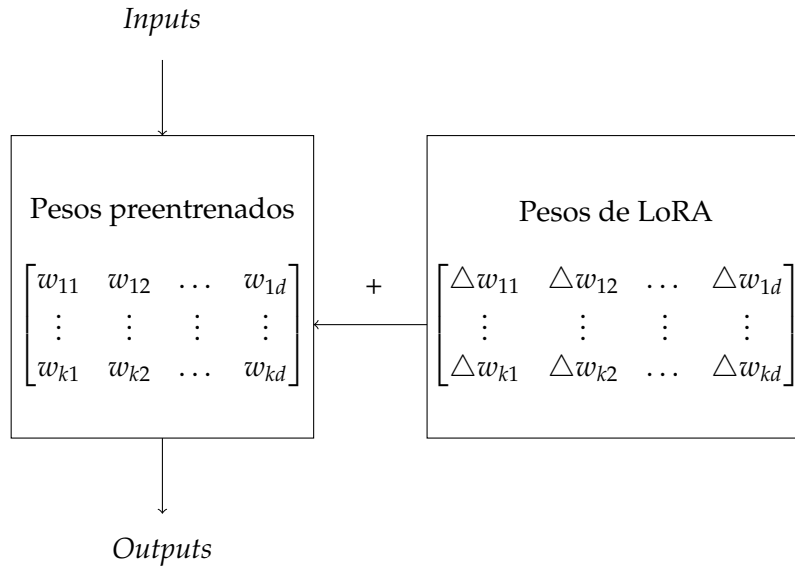 Inputs
Pesos preentrenados
w11 w12 … w1d
⋮ ⋮ ⋮ ⋮
wk1 wk2 … wkd
+
Pesos de LoRA
△w11 △w12 … △w1d
⋮ ⋮ ⋮ ⋮
△wk1 △wk2 … △wkd
Outputs